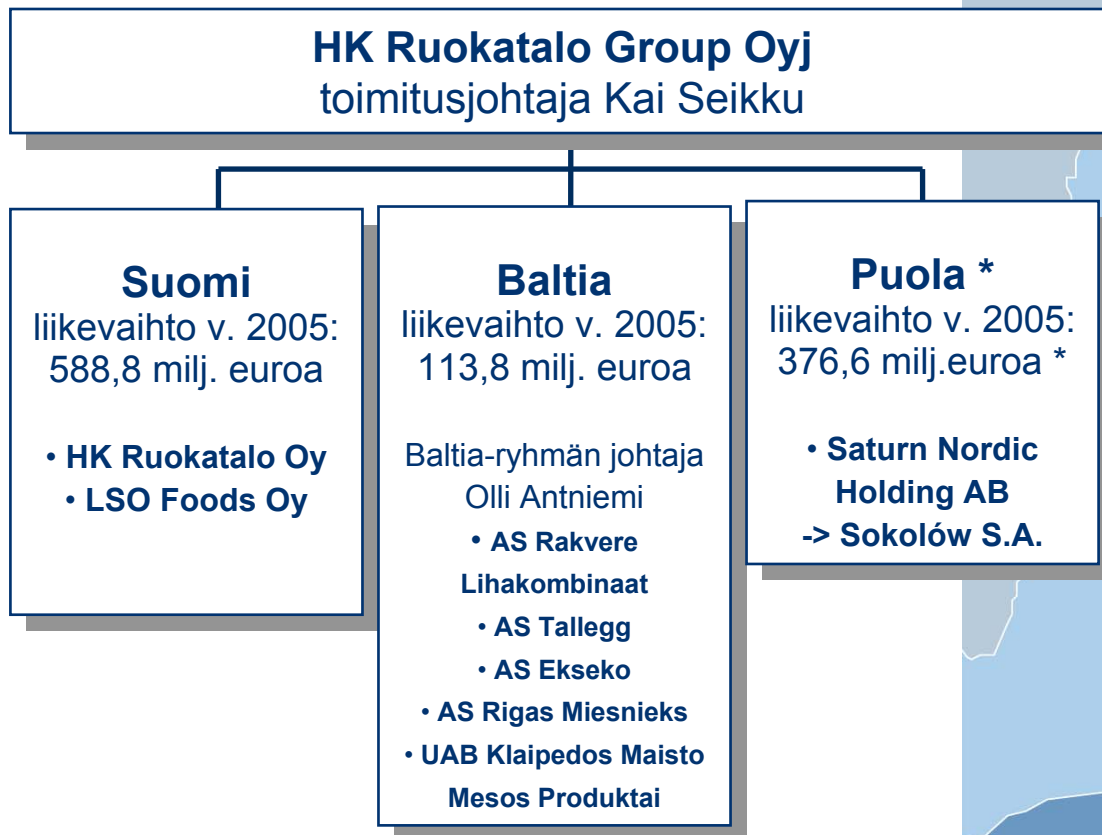 HK Ruokatalo Group Oyj
toimitusjohtaja Kai Seikku
Suomi
liikevaihto v. 2005:
588,8 milj. euroa
• HK Ruokatalo Oy
• LSO Foods Oy
Baltia
liikevaihto v. 2005:
113,8 milj. euroa
Baltia-ryhmän johtaja
Olli Antniemi
• AS Rakvere
Lihakombinaat
• AS Tallegg
• AS Ekseko
• AS Rigas Miesnieks
• UAB Klaipedos Maisto
Mesos Produktai
Puola *
liikevaihto v. 2005:
376,6 milj.euroa *
• Saturn Nordic
Holding AB
-> Sokolów S.A.